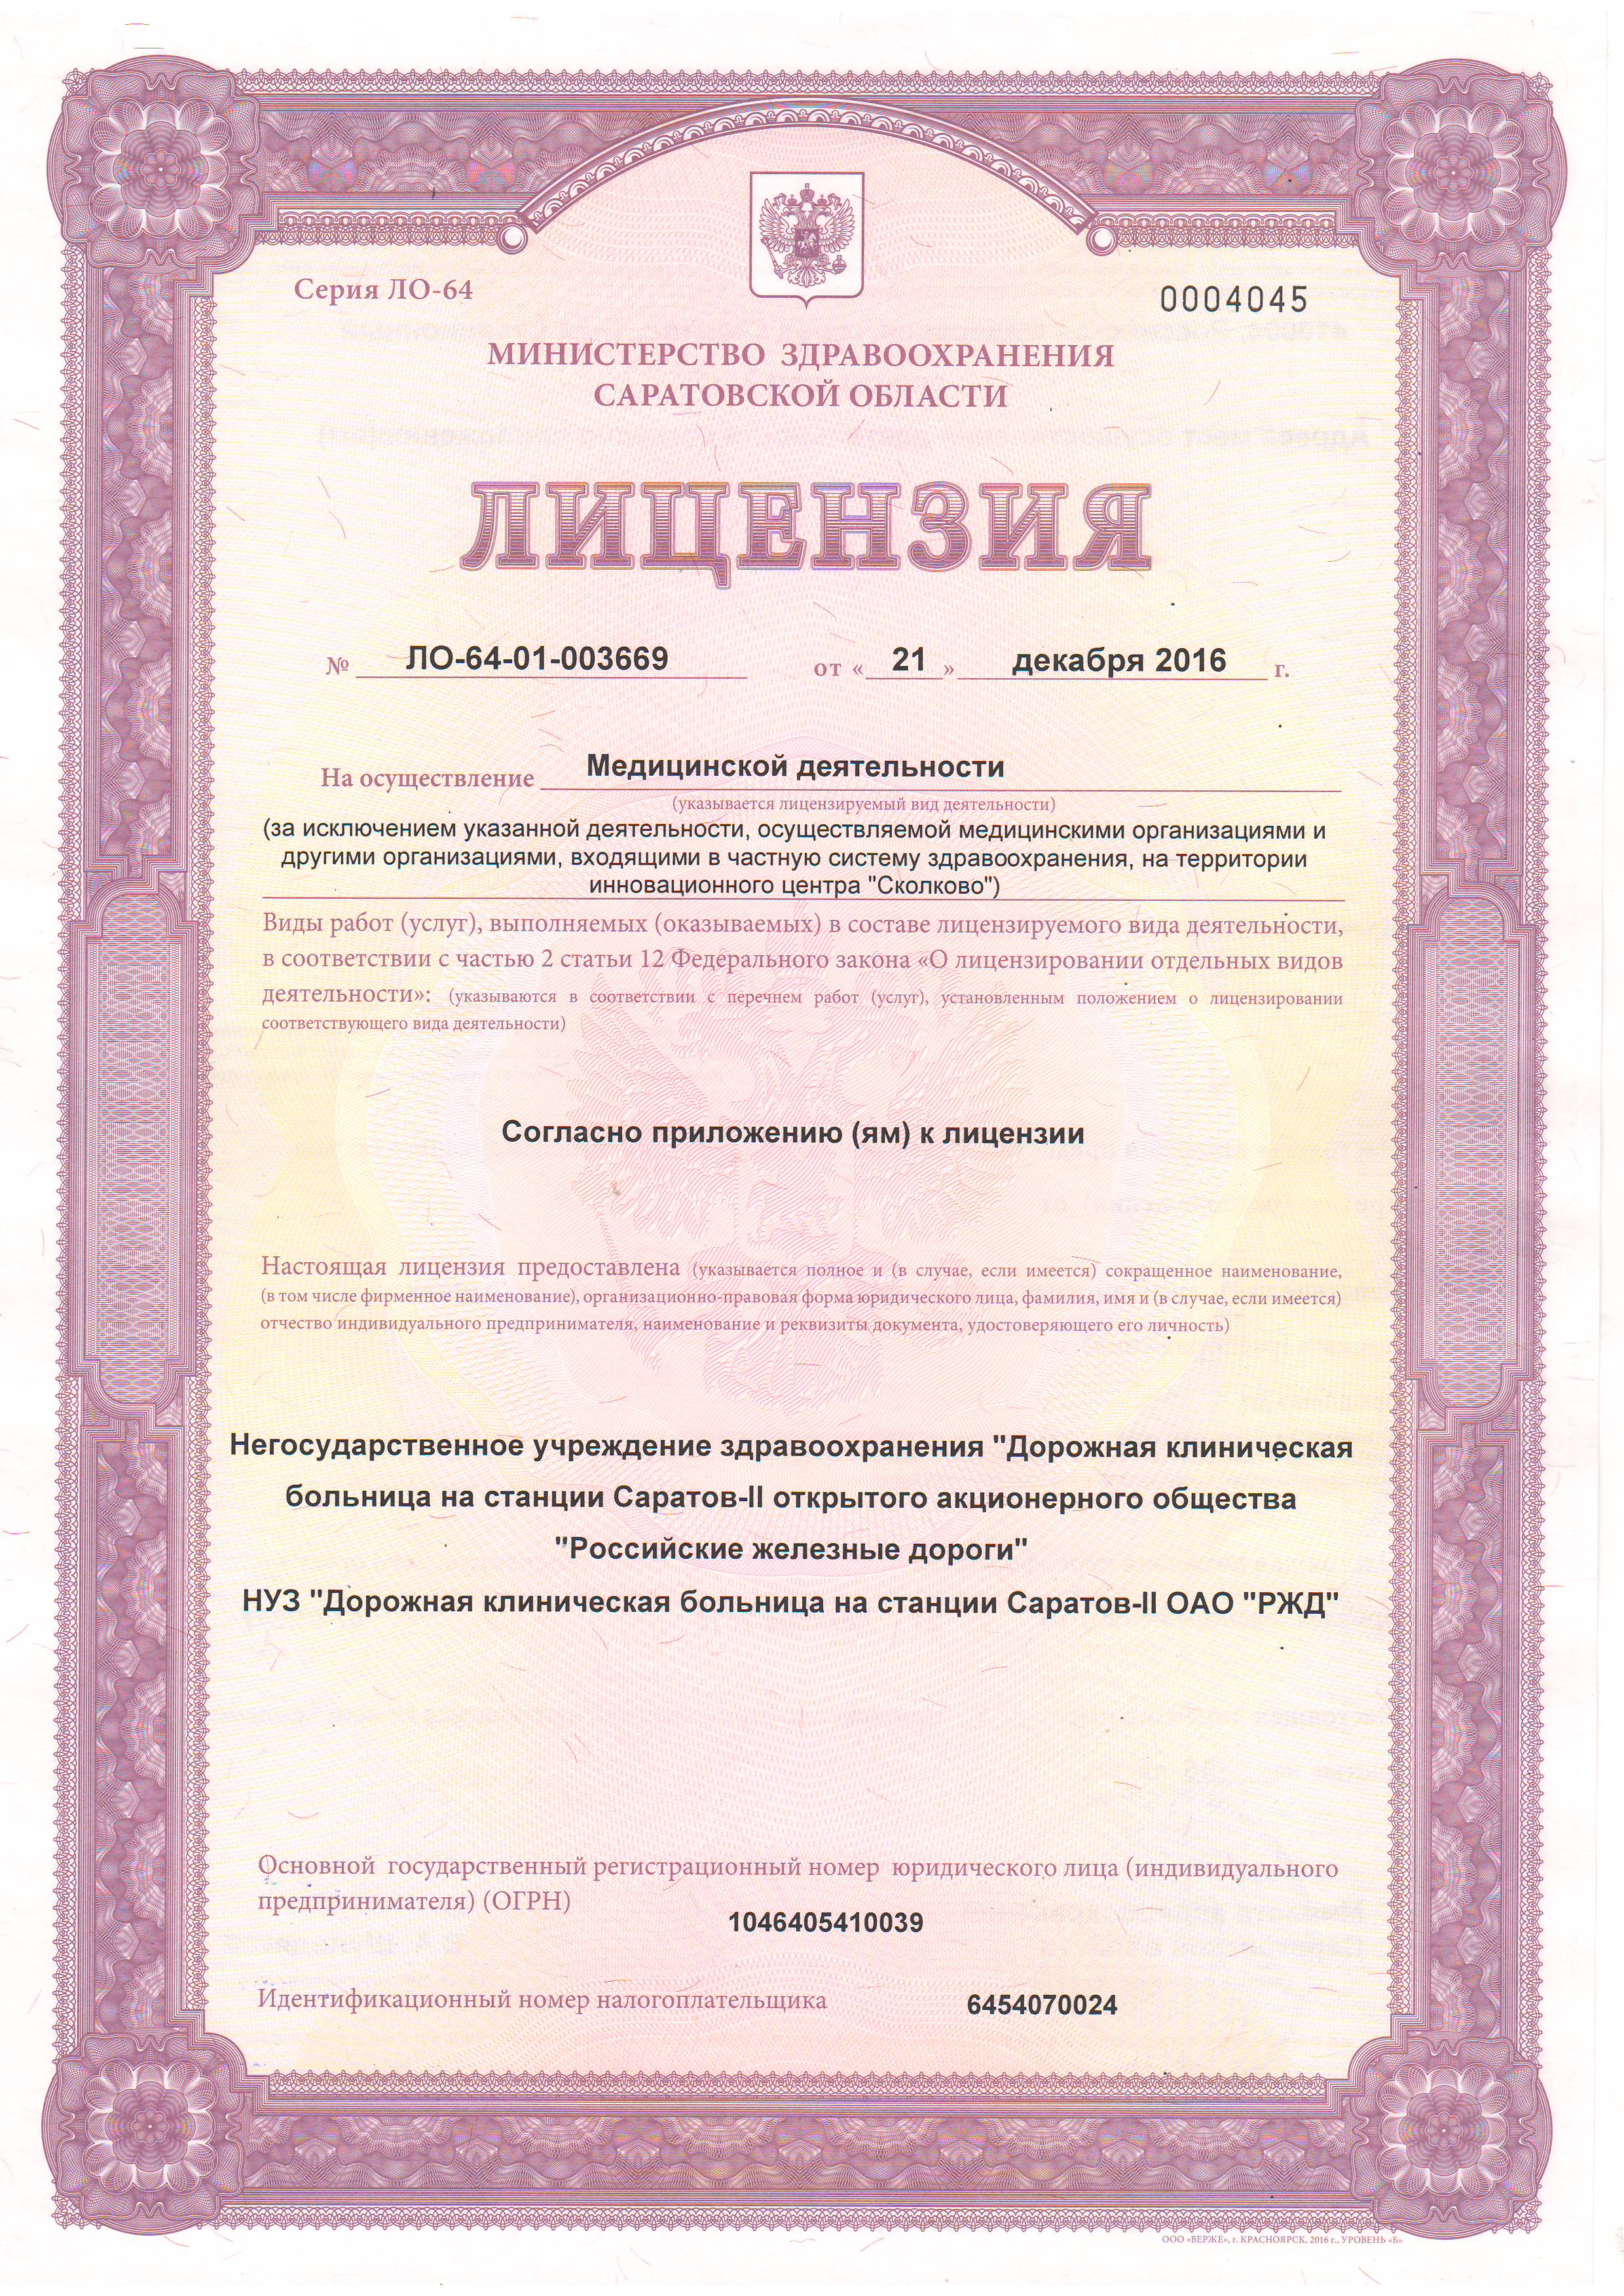 Серия ЛО-64
0004045
МИНИСТЕРСТВО ЗДРАВООХРАНЕНИЯ
САРАТОВСКОЙ ОБЛАСТИ
ЛИЦЕНЗИЯ
№ ЛО-64-01-003669 от « 21 » декабря 2016 г.
На осуществление Медицинской деятельности
(указывается лицензируемый вид деятельности)
(за исключением указанной деятельности, осуществляемой медицинскими организациями и
другими организациями, входящими в частную систему здравоохранения, на территории
инновационного центра "Сколково")
Виды работ (услуг), выполняемых (оказываемых) в составе лицензируемого вида деятельности,
в соответствии с частью 2 статьи 12 Федерального закона «О лицензировании отдельных видов
деятельности»: (указываются в соответствии с перечнем работ (услуг), установленным положением о лицензировании
соответствующего вида деятельности)
Согласно приложению (ям) к лицензии
Настоящая лицензия предоставлена (указывается полное и (в случае, если имеется) сокращенное наименование,
(в том числе фирменное наименование), организационно-правовая форма юридического лица, фамилия, имя и (в случае, если имеется)
отчество индивидуального предпринимателя, наименование и реквизиты документа, удостоверяющего его личность)
Негосударственное учреждение здравоохранения "Дорожная клиническая
больница на станции Саратов-II открытого акционерного общества
"Российские железные дороги"
НУЗ "Дорожная клиническая больница на станции Саратов-II ОАО "РЖД"
Основной государственный регистрационный номер юридического лица (индивидуального
предпринимателя) (ОГРН)
1046405410039
Идентификационный номер налогоплательщика 6454070024
ООО «ВЕРЖЕ», г. КРАСНОЯРСК, 2016 г., УРОВЕНЬ «Б»